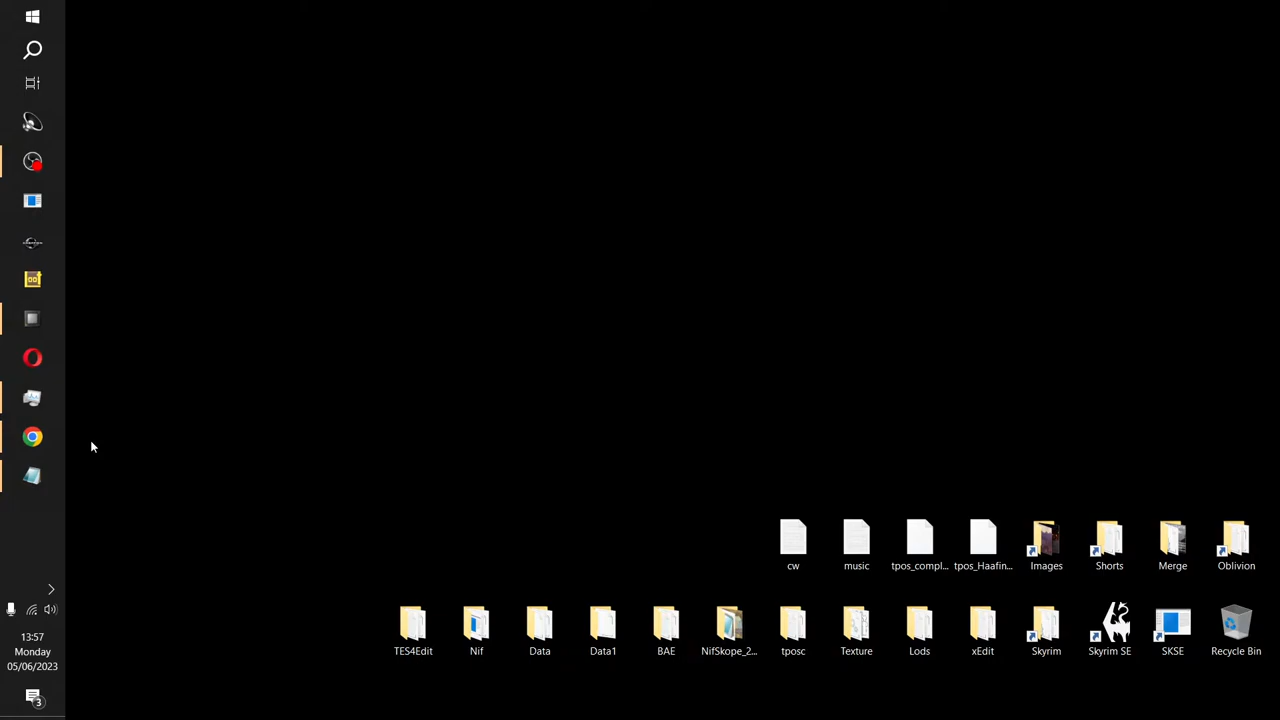 cw
music
tpos_compl...
tpos_Haafin...
Images
Shorts
Merge
Oblivion
TES4Edit
Nif
Data
Data1
BAE
NifSkope_2...
tposc
Texture
Lods
xEdit
Skyrim
Skyrim SE
SKSE
Recycle Bin
13:57
Monday
05/06/2023
3